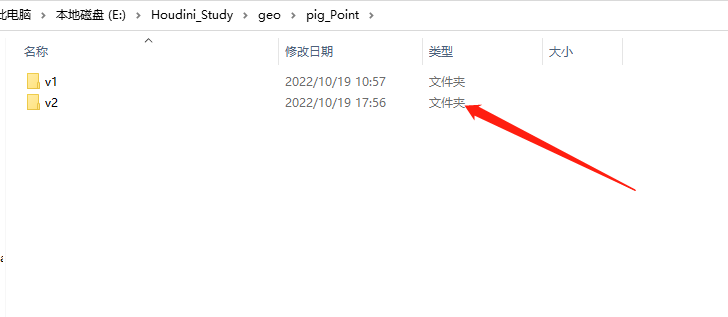 此电脑 > 本地磁盘 (E:) > Houdini_Study > geo > pig_Point >
名称 修改日期 类型 大小
v1 2022/10/19 10:57 文件夹
v2 2022/10/19 17:56 文件夹